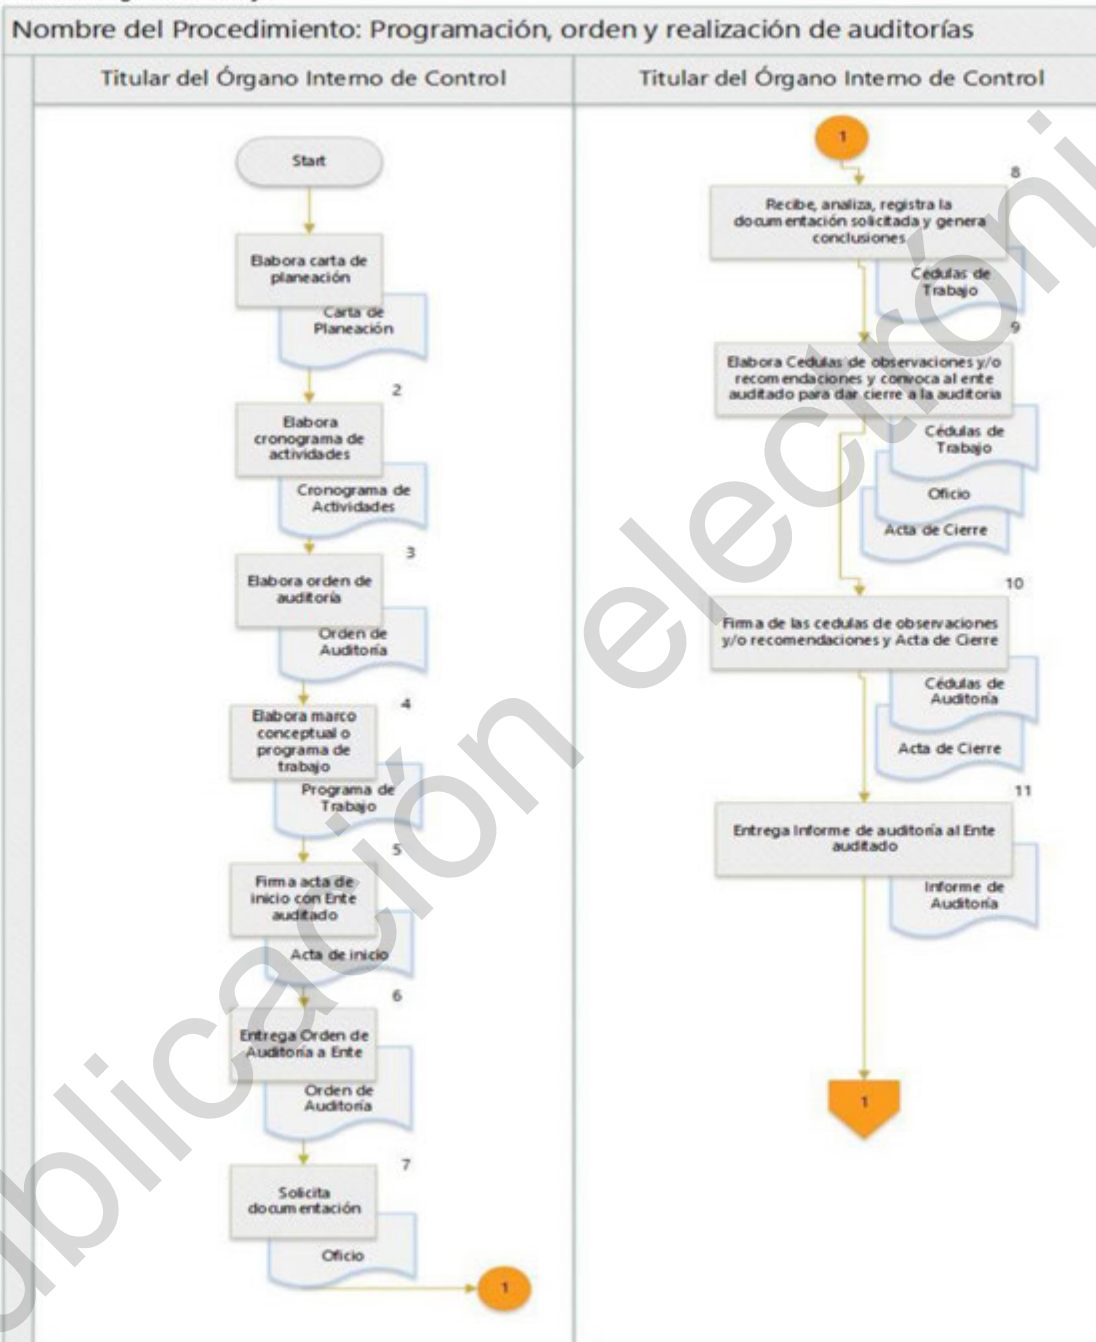 Nombre del Procedimiento: Programación, orden y realización de auditorías
Titular del Órgano Interno de Control
Start
Elabora carta de
planeación
Carta de
Planeación
2
Elabora
cronograma de
actividades
Cronograma de
Actividades
3
Elabora orden de
auditoría
Orden de
Auditoría
4
Elabora marco
conceptual o
programa de
trabajo
Programa de
Trabajo
5
Firma acta de
inicio con Ente
auditado
Acta de inicio
6
Entrega Orden de
Auditoría a Ente
Orden de
Auditoría
7
Solicita
documentación
Oficio
1
Titular del Órgano Interno de Control
1
8
Recibe, analiza, registra la
documentación solicitada y genera
conclusiones
Cédulas de
Trabajo
9
Elabora Cedulas de observaciones y/o
recomendaciones y convoca al ente
auditado para dar cierre a la auditoria
Cédulas de
Trabajo
Oficio
Acta de Cierre
10
Firma de las cedulas de observaciones
y/o recomendaciones y Acta de Cierre
Cédulas de
Auditoría
Acta de Cierre
11
Entrega Informe de auditoría al Ente
auditado
Informe de
Auditoría
1
ublicación electróni